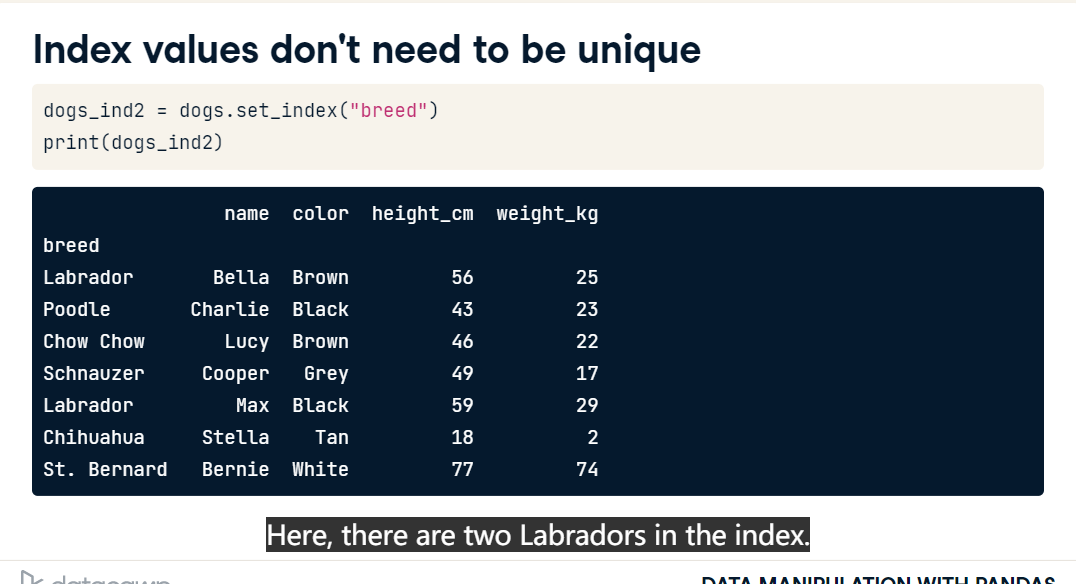 Index values don't need to be unique
dogs_ind2 = dogs.set_index("breed")
print(dogs_ind2)
name color height_cm weight_kg
breed
Labrador Bella Brown 56 25
Poodle Charlie Black 43 23
Chow Chow Lucy Brown 46 22
Schnauzer Cooper Grey 49 17
Labrador Max Black 59 29
Chihuahua Stella Tan 18 2
St. Bernard Bernie White 77 74
Here, there are two Labradors in the index.
DATA MANIPULATION WITH PANDAS